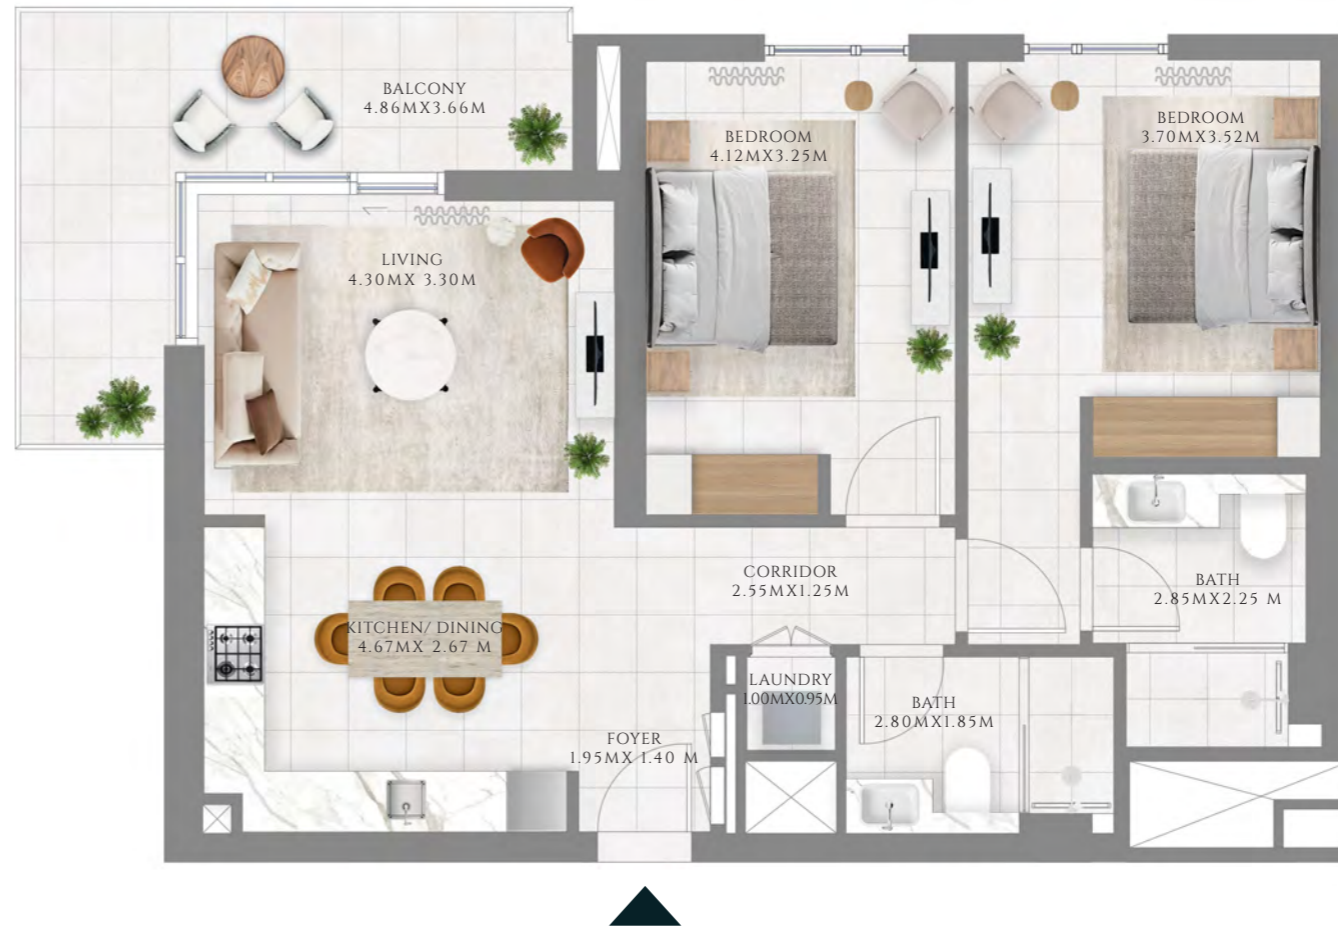 BALCONY
4.86MX3.66M
BEDROOM
4.12MX3.25M
BEDROOM
3.70MX3.52M
LIVING
4.30MX 3.30M
CORRIDOR
2.55MX1.25M
BATH
2.85MX2.25 M
KITCHEN/ DINING
4.67MX 2.67 M
LAUNDRY
1.00MX0.95M
BATH
2.80MX1.85M
FOYER
1.95MX 1.40 M